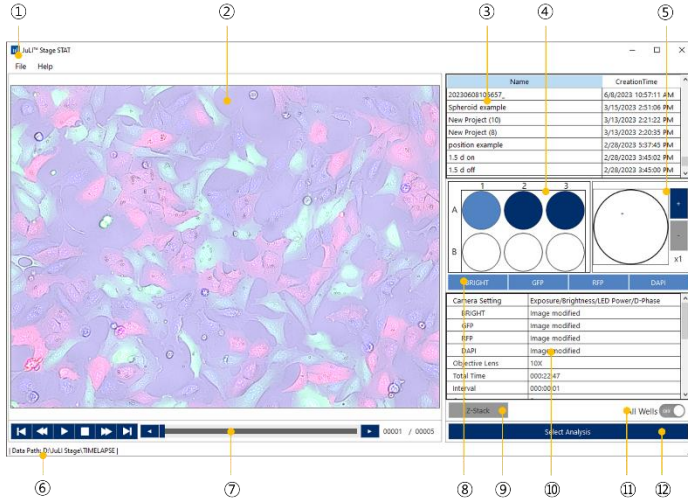 ① ② ③ ④ ⑤
JuLI™ Stage STAT
File Help
Name CreationTime
20230608105657_ 6/8/2023 10:57:11 AM
Spheroid example 3/15/2023 2:51:06 PM
New Project (10) 3/13/2023 2:21:22 PM
New Project (8) 3/13/2023 2:20:35 PM
position example 2/28/2023 5:37:45 PM
1.5 d on 2/28/2023 3:45:02 PM
1.5 d off 2/28/2023 3:45:00 PM
1 2 3
A
B
+
-
x1
BRIGHT GFP RFP DAPI
Camera Setting Exposure/Brightness/LED Power/D-Phase
BRIGHT Image modified
GFP Image modified
RFP Image modified
DAPI Image modified
Objective Lens 10X
Total Time 000:22:47
Interval 000:00:01
Z-Stack All Wells OFF
00001 / 00005
Select Analysis
| Data Path: D:\JuLI Stage\TIMELAPSE |
⑥ ⑦ ⑧ ⑨ ⑩ ⑪ ⑫